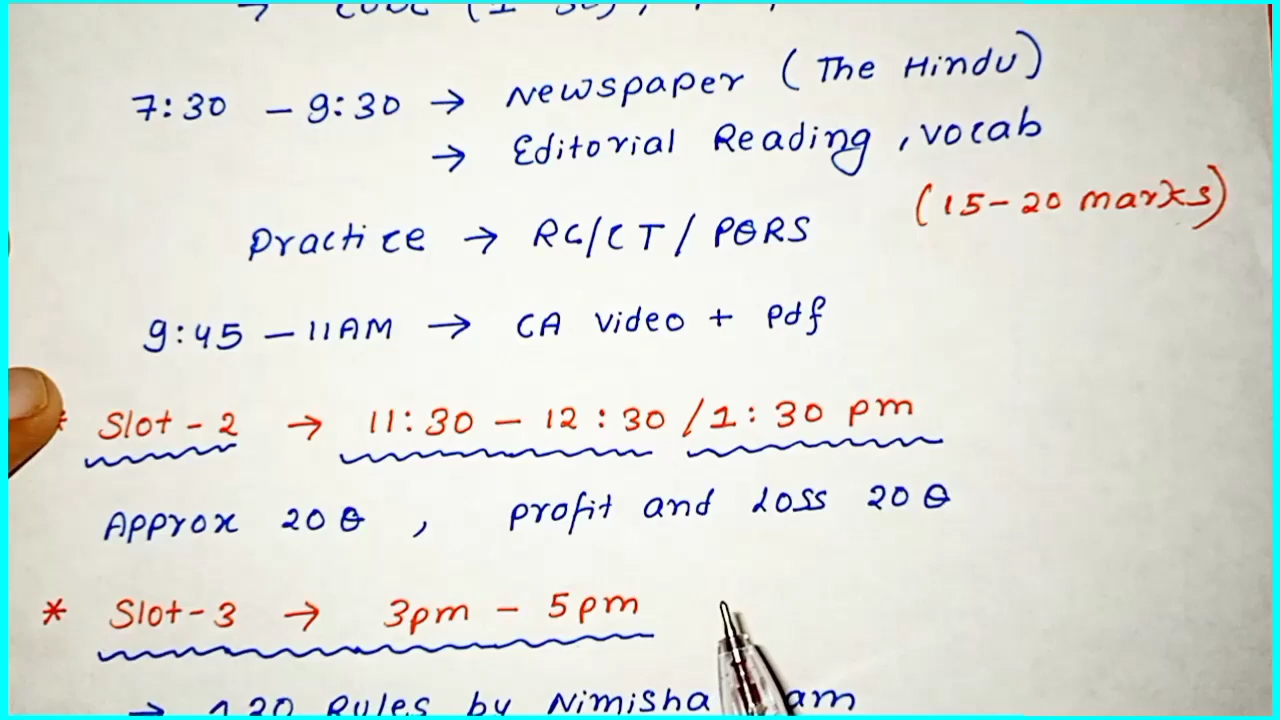 7:30 – 9:30 → Newspaper (The Hindu)
→ Editorial Reading, vocab
(15-20 marks)
Practice → RC/CT/PQRS
9:45 – 11AM → CA video + pdf
* Slot-2 → 11:30 – 12:30 / 1:30 pm
Approx 20 Q, profit and Loss 20 Q
* Slot-3 → 3pm – 5pm
→ 120 Rules by Nimisha